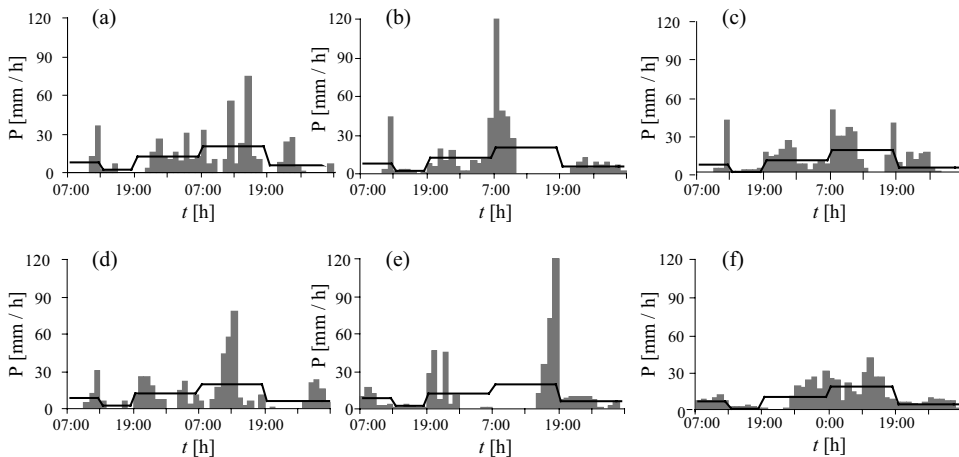 (a) (b) (c)
120 120 120
90 90 90
60 60 60
30 30 30
0 0 0
P [mm / h] P [mm / h] P [mm / h]
07:00 19:00 07:00 19:00 07:00 19:00 7:00 19:00 07:00 19:00 7:00 19:00
t [h] t [h] t [h]
(d) (e) (f)
120 120 120
90 90 90
60 60 60
30 30 30
0 0 0
P [mm / h] P [mm / h] P [mm / h]
07:00 19:00 07:00 19:00 07:00 19:00 7:00 19:00 07:00 19:00 0:00 19:00
t [h] t [h] t [h]